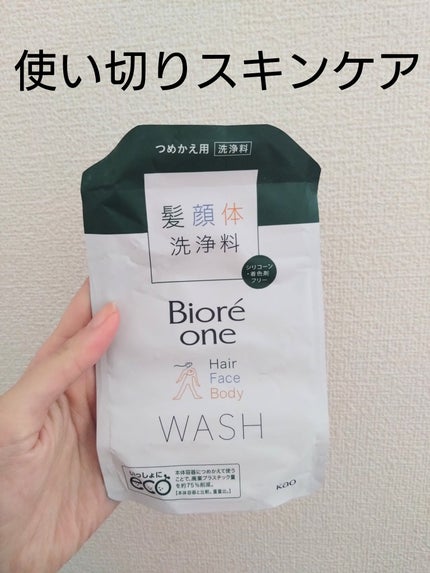 使い切りスキンケア
つめかえ用 洗浄料
髪顔体
洗浄料
シリコーン
・着色剤
フリー
Bioré
one
Hair
Face
Body
WASH
いっしょに
eco
本体容器につめかえて使う
ことで、廃棄プラスチック量
を約75%削減。
【本体容器と比較。重量比。】
Kao